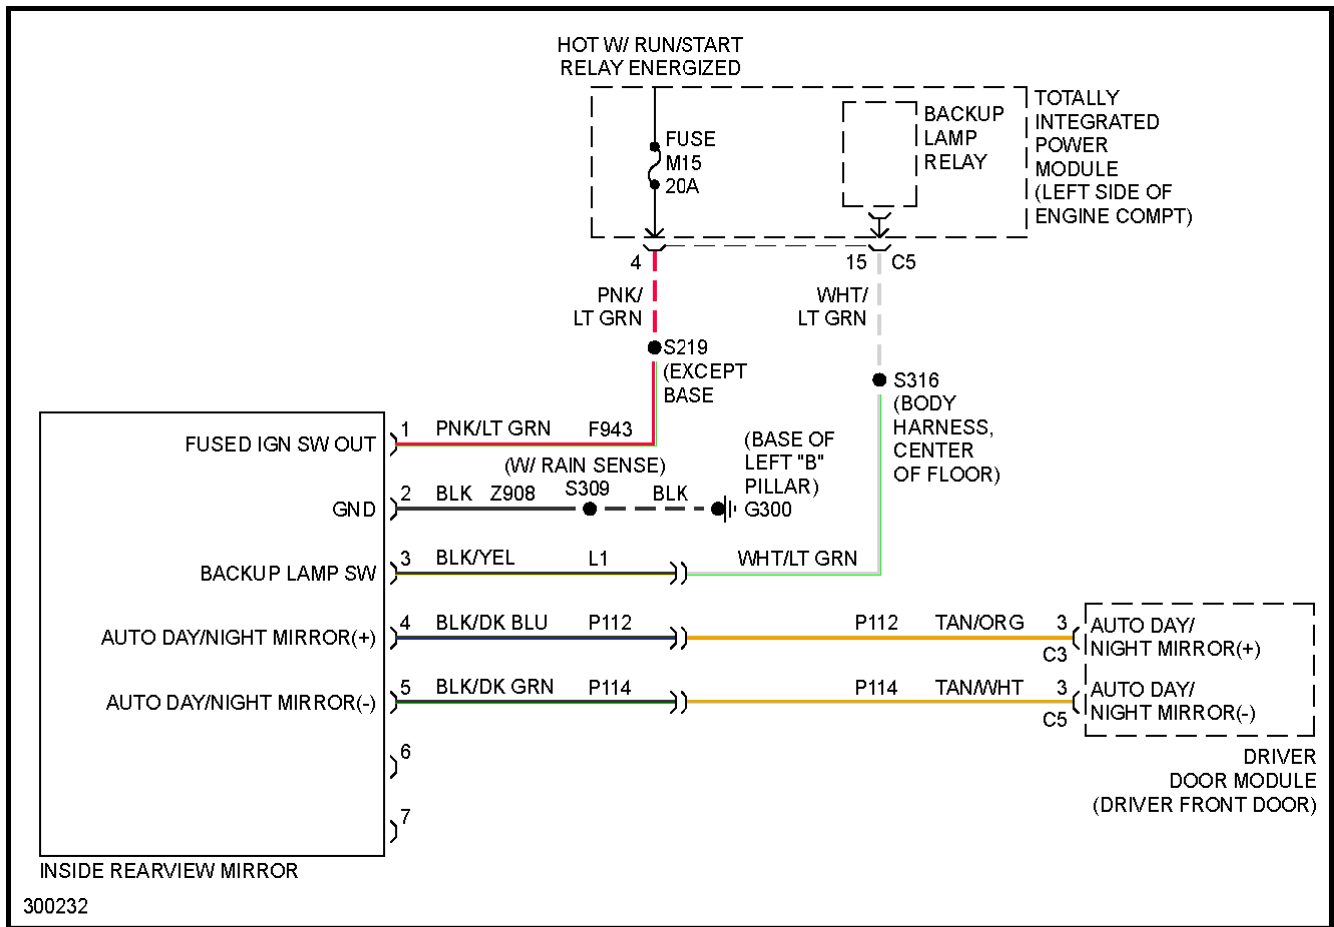 HOT W/ RUN/START
RELAY ENERGIZED
FUSE
M15
20A
BACKUP
LAMP
RELAY
TOTALLY
INTEGRATED
POWER
MODULE
(LEFT SIDE OF
ENGINE COMPT)
4
15
C5
PNK/
LT GRN
WHT/
LT GRN
S219
(EXCEPT
BASE
S316
(BODY
HARNESS,
CENTER
OF FLOOR)
FUSED IGN SW OUT
1
PNK/LT GRN
F943
(W/ RAIN SENSE)
(BASE OF
LEFT "B"
PILLAR)
G300
GND
2
BLK
Z908
S309
BLK
BACKUP LAMP SW
3
BLK/YEL
L1
WHT/LT GRN
AUTO DAY/NIGHT MIRROR(+)
4
BLK/DK BLU
P112
P112
TAN/ORG
3
C3
AUTO DAY/
NIGHT MIRROR(+)
AUTO DAY/NIGHT MIRROR(-)
5
BLK/DK GRN
P114
P114
TAN/WHT
3
C5
AUTO DAY/
NIGHT MIRROR(-)
6
7
DRIVER
DOOR MODULE
(DRIVER FRONT DOOR)
INSIDE REARVIEW MIRROR
300232